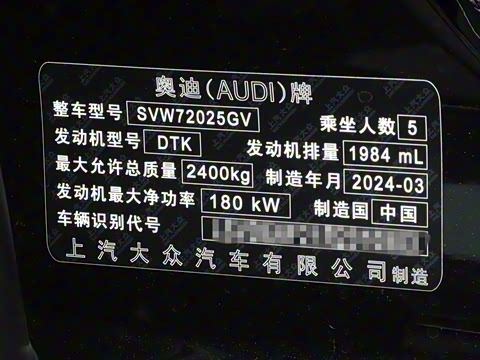 奥迪(AUDI)牌
整车型号 SVW72025GV 乘坐人数 5
发动机型号 DTK 发动机排量 1984 mL
最大允许总质量 2400kg 制造年月 2024-03
发动机最大净功率 180 kW 制造国 中国
车辆识别代号
上汽大众汽车有限公司制造